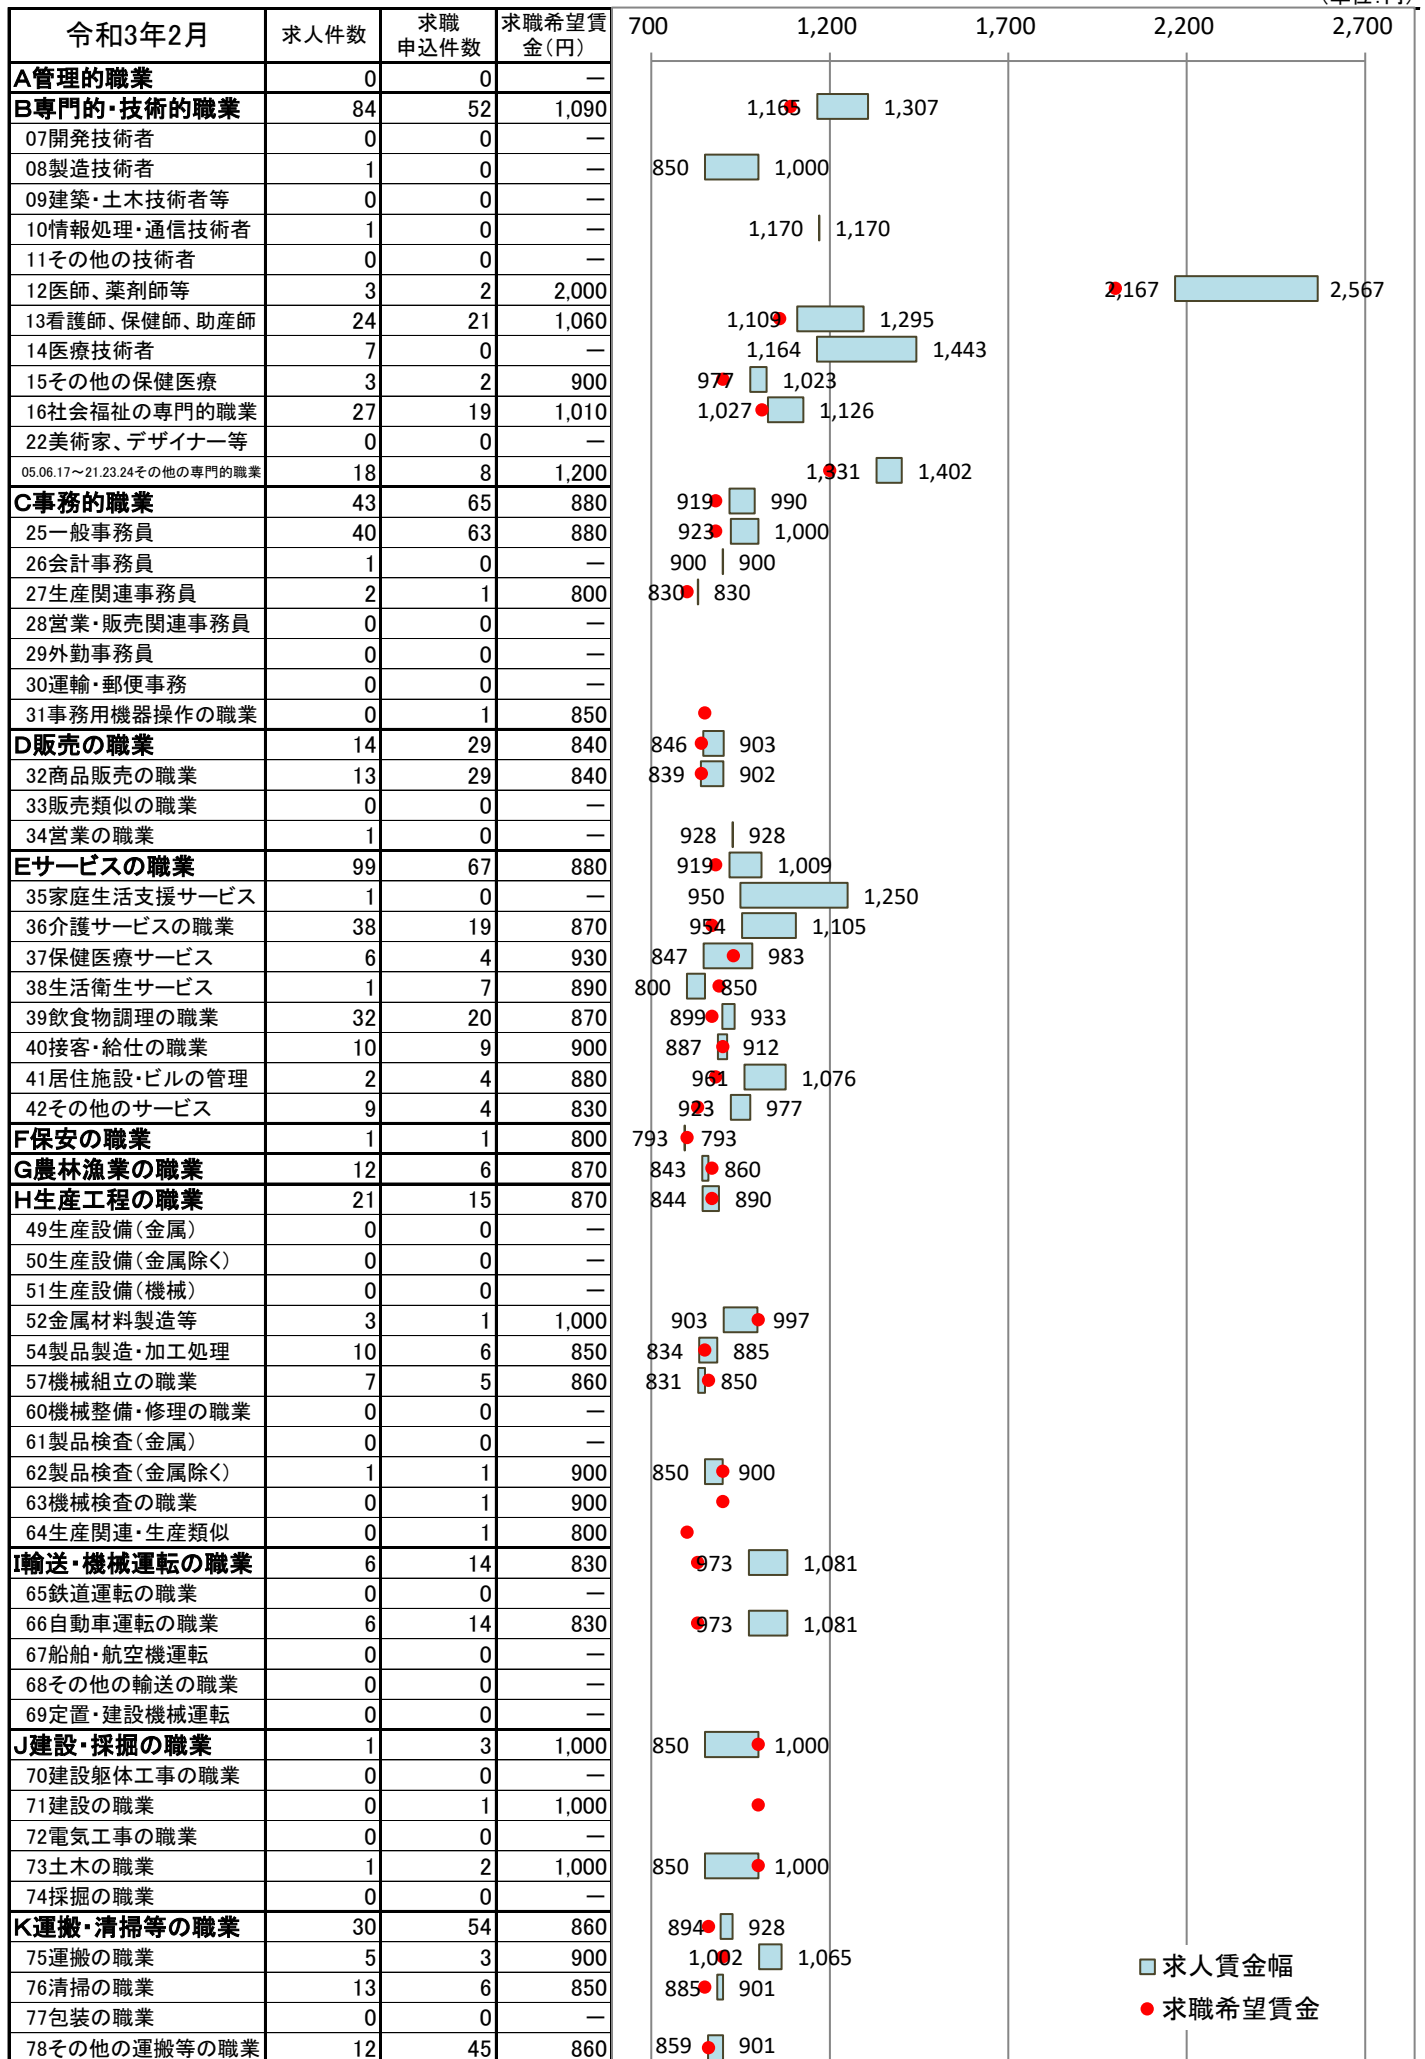 令和3年2月 求人件数 求職申込件数 求職希望賃金(円) 700 1,200 1,700 2,200 2,700
A管理的職業 0 0 ―
B専門的・技術的職業 84 52 1,090 1,165 1,307
07開発技術者 0 0 ―
08製造技術者 1 0 ― 850 1,000
09建築・土木技術者等 0 0 ―
10情報処理・通信技術者 1 0 ― 1,170 1,170
11その他の技術者 0 0 ―
12医師、薬剤師等 3 2 2,000 2,167 2,567
13看護師、保健師、助産師 24 21 1,060 1,109 1,295
14医療技術者 7 0 ― 1,164 1,443
15その他の保健医療 3 2 900 977 1,023
16社会福祉の専門的職業 27 19 1,010 1,027 1,126
22美術家、デザイナー等 0 0 ―
05.06.17～21.23.24その他の専門的職業 18 8 1,200 1,331 1,402
C事務的職業 43 65 880 919 990
25一般事務員 40 63 880 923 1,000
26会計事務員 1 0 ― 900 900
27生産関連事務員 2 1 800 830 830
28営業・販売関連事務員 0 0 ―
29外勤事務員 0 0 ―
30運輸・郵便事務 0 0 ―
31事務用機器操作の職業 0 1 850
D販売の職業 14 29 840 846 903
32商品販売の職業 13 29 840 839 902
33販売類似の職業 0 0 ―
34営業の職業 1 0 ― 928 928
Eサービスの職業 99 67 880 919 1,009
35家庭生活支援サービス 1 0 ― 950 1,250
36介護サービスの職業 38 19 870 954 1,105
37保健医療サービス 6 4 930 847 983
38生活衛生サービス 1 7 890 800 850
39飲食物調理の職業 32 20 870 899 933
40接客・給仕の職業 10 9 900 887 912
41居住施設・ビルの管理 2 4 880 961 1,076
42その他のサービス 9 4 830 923 977
F保安の職業 1 1 800 793 793
G農林漁業の職業 12 6 870 843 860
H生産工程の職業 21 15 870 844 890
49生産設備（金属） 0 0 ―
50生産設備（金属除く） 0 0 ―
51生産設備（機械） 0 0 ―
52金属材料製造等 3 1 1,000 903 997
54製品製造・加工処理 10 6 850 834 885
57機械組立の職業 7 5 860 831 850
60機械整備・修理の職業 0 0 ―
61製品検査（金属） 0 0 ―
62製品検査（金属除く） 1 1 900 850 900
63機械検査の職業 0 1 900
64生産関連・生産類似 0 1 800
I輸送・機械運転の職業 6 14 830 973 1,081
65鉄道運転の職業 0 0 ―
66自動車運転の職業 6 14 830 973 1,081
67船舶・航空機運転 0 0 ―
68その他の輸送の職業 0 0 ―
69定置・建設機械運転 0 0 ―
J建設・採掘の職業 1 3 1,000 850 1,000
70建設躯体工事の職業 0 0 ―
71建設の職業 0 1 1,000
72電気工事の職業 0 0 ―
73土木の職業 1 2 1,000 850 1,000
74採掘の職業 0 0 ―
K運搬・清掃等の職業 30 54 860 894 928
75運搬の職業 5 3 900 1,002 1,065
求人賃金幅
76清掃の職業 13 6 850 885 901
求職希望賃金
77包装の職業 0 0 ―
78その他の運搬等の職業 12 45 860 859 901